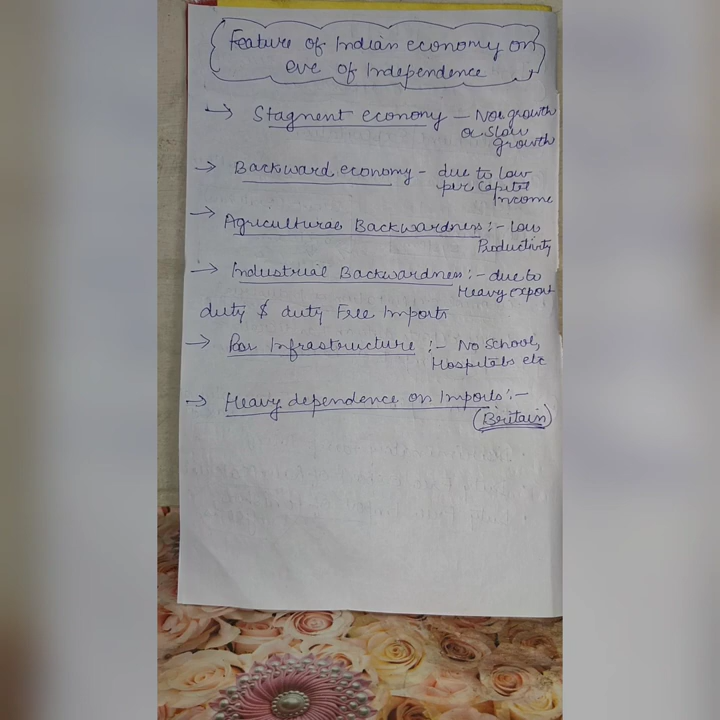 Feature of Indian economy on
eve of Independence
→ Stagnent economy – No growth
or Slow
growth
→ Backward economy - due to low
per Capital
Income
→ Agricultural Backwardness :- Low
Productivity
→ Industrial Backwardness :- due to
Heavy export
duty & duty Free Imports
→ Poor Infrastructure :- No School,
Hospitals etc
→ Heavy dependence on Imports :-
(Britain)